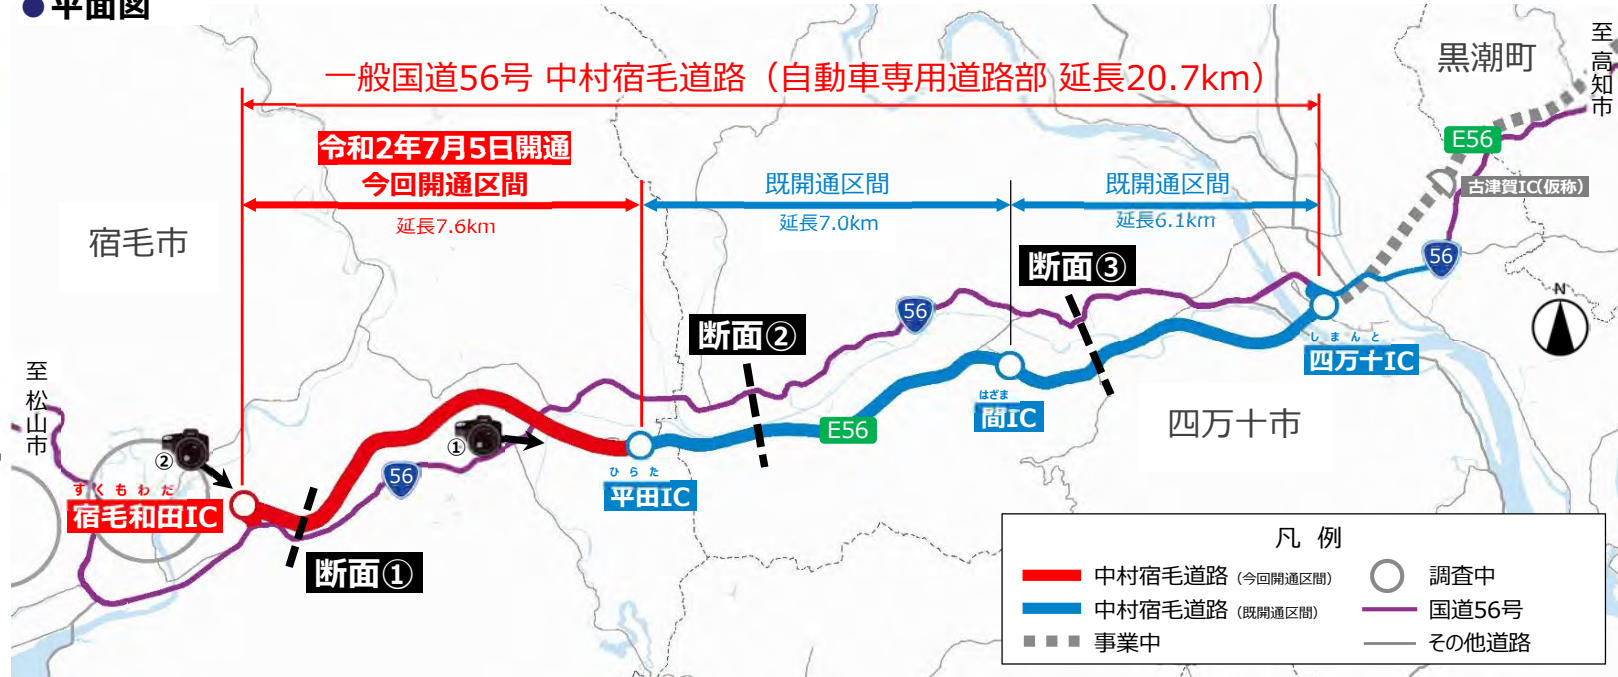 ●平面図
一般国道56号 中村宿毛道路（自動車専用道路部 延長20.7km）
令和2年7月5日開通
今回開通区間
延長7.6km
既開通区間
延長7.0km
既開通区間
延長6.1km
黒潮町
至 高知市
E56
古津賀IC(仮称)
56
宿毛市
断面③
56
断面②
N
しまんと
四万十IC
至 松山市
はざま
間IC
四万十市
E56
①
②
56
ひらた
平田IC
すくもわだ
宿毛和田IC
断面①
凡 例
中村宿毛道路（今回開通区間）
調査中
中村宿毛道路（既開通区間）
国道56号
事業中
その他道路